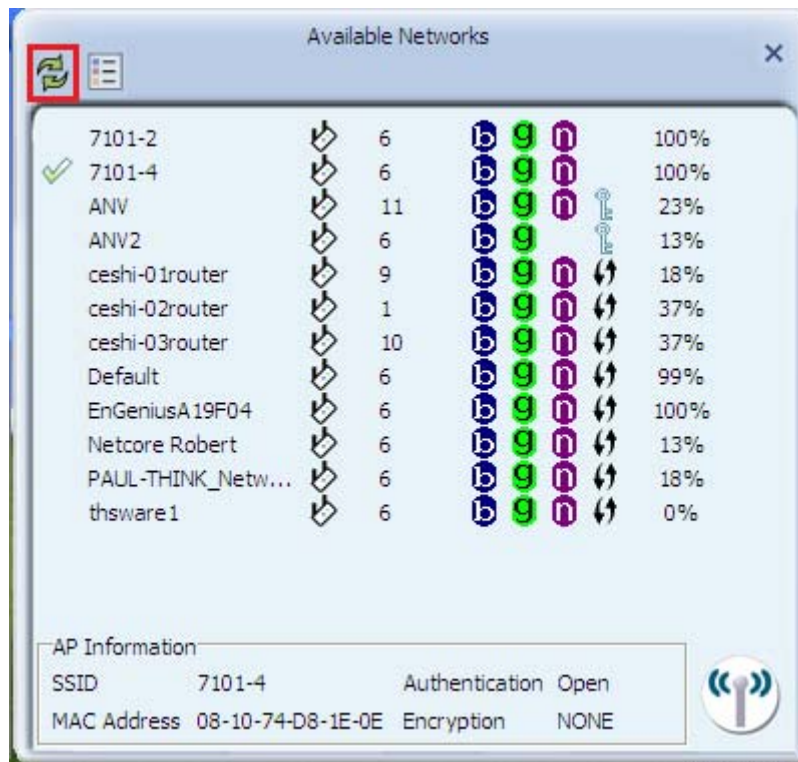 Available Networks
7101-2 6 b g n 100%
7101-4 6 b g n 100%
ANV 11 b g n 23%
ANV2 6 b g 13%
ceshi-01router 9 b g n 18%
ceshi-02router 1 b g n 37%
ceshi-03router 10 b g n 37%
Default 6 b g n 99%
EnGeniusA19F04 6 b g n 100%
Netcore Robert 6 b g n 13%
PAUL-THINK_Netw... 6 b g n 18%
thsware1 6 b g n 0%
AP Information
SSID 7101-4 Authentication Open
MAC Address 08-10-74-D8-1E-0E Encryption NONE